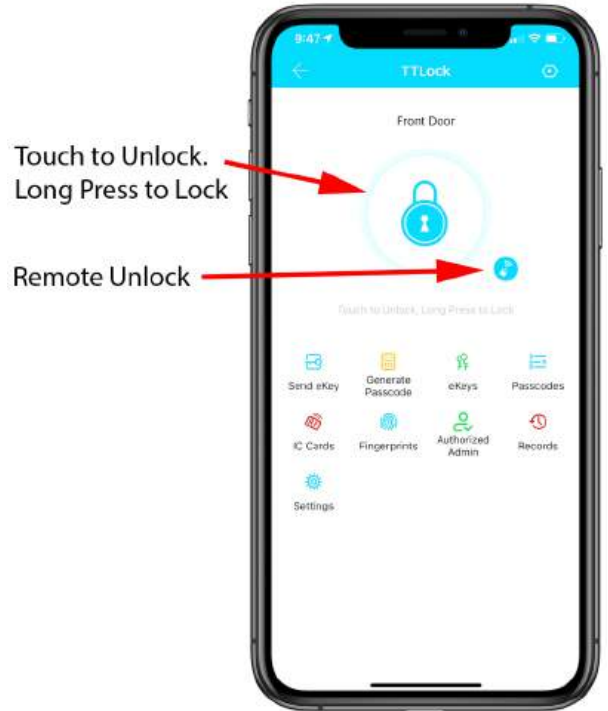 9:47
TTLock
Front Door
Touch to Unlock.
Long Press to Lock
Remote Unlock
Touch to Unlock, Long Press to Lock
Send eKey
Generate
Passcode
eKeys
Passcodes
IC Cards
Fingerprints
Authorized
Admin
Records
Settings